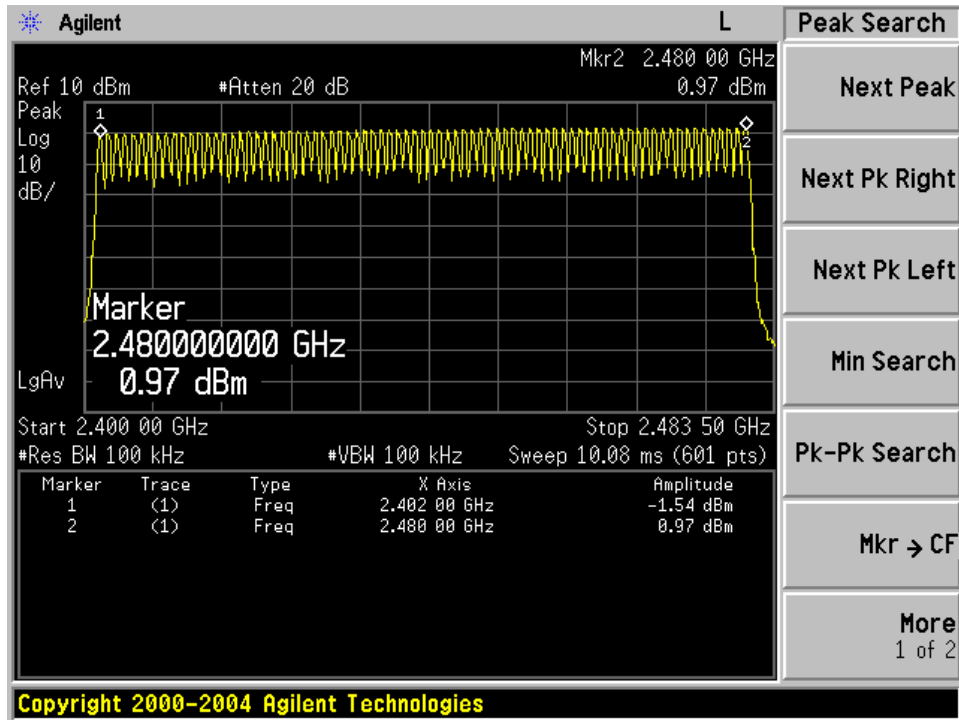 Agilent L
Peak Search
Mkr2 2.480 00 GHz
Ref 10 dBm #Atten 20 dB 0.97 dBm
Peak
Log
10
dB/
1
2
Marker
2.480000000 GHz
0.97 dBm
LgAv
Start 2.400 00 GHz Stop 2.483 50 GHz
#Res BW 100 kHz #VBW 100 kHz Sweep 10.08 ms (601 pts)
Marker Trace Type X Axis Amplitude
1 (1) Freq 2.402 00 GHz -1.54 dBm
2 (1) Freq 2.480 00 GHz 0.97 dBm
Next Peak
Next Pk Right
Next Pk Left
Min Search
Pk-Pk Search
Mkr → CF
More
1 of 2
Copyright 2000-2004 Agilent Technologies